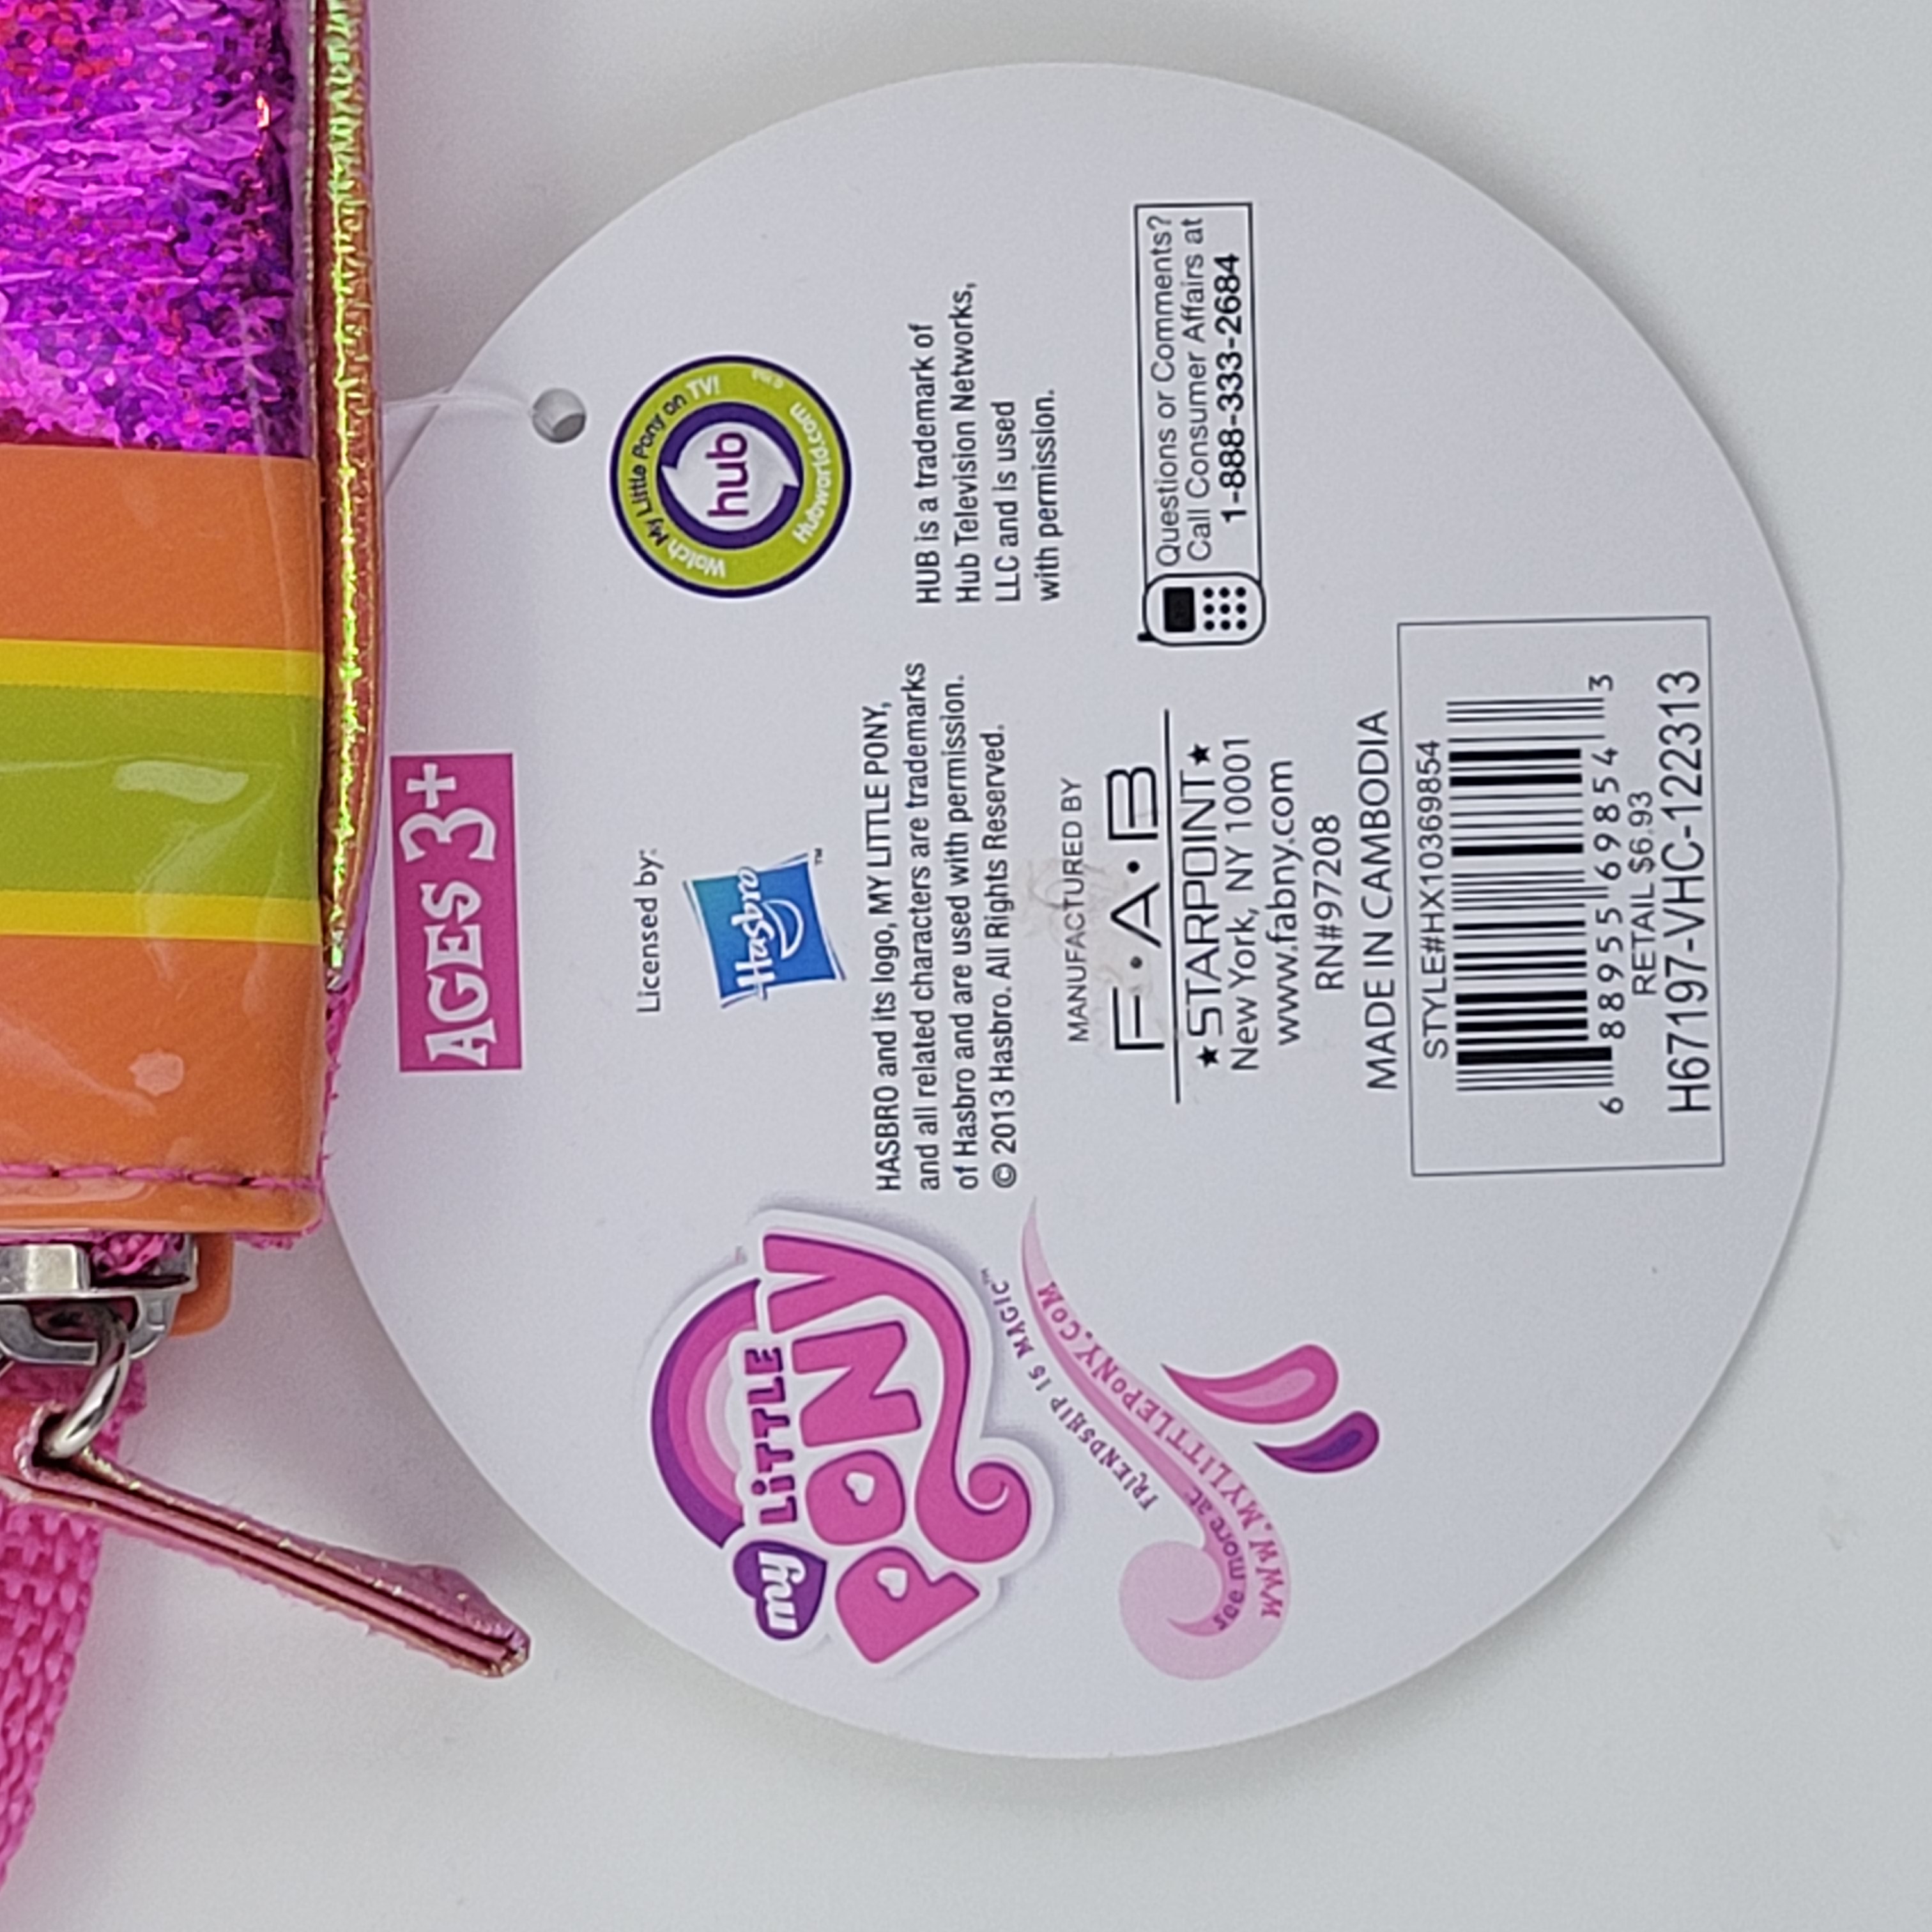 AGES 3+
my LITTLE
PONY
FRIENDSHIP IS MAGIC™
see more at
WWW.MYLITTLEPONY.COM
Licensed by:
Hasbro
™
HASBRO and its logo, MY LITTLE PONY,
and all related characters are trademarks
of Hasbro and are used with permission.
© 2013 Hasbro. All Rights Reserved.
Watch My Little Pony on TV!
hub
Hubworld.com
HUB is a trademark of
Hub Television Networks,
LLC and is used
with permission.
MANUFACTURED BY
F.A.B
★STARPOINT★
New York, NY 10001
www.fabny.com
RN#97208
MADE IN CAMBODIA
Questions or Comments?
Call Consumer Affairs at
1-888-333-2684
STYLE#HX10369854
6 88955 69854 3
RETAIL $6.93
H67197-VHC-122313